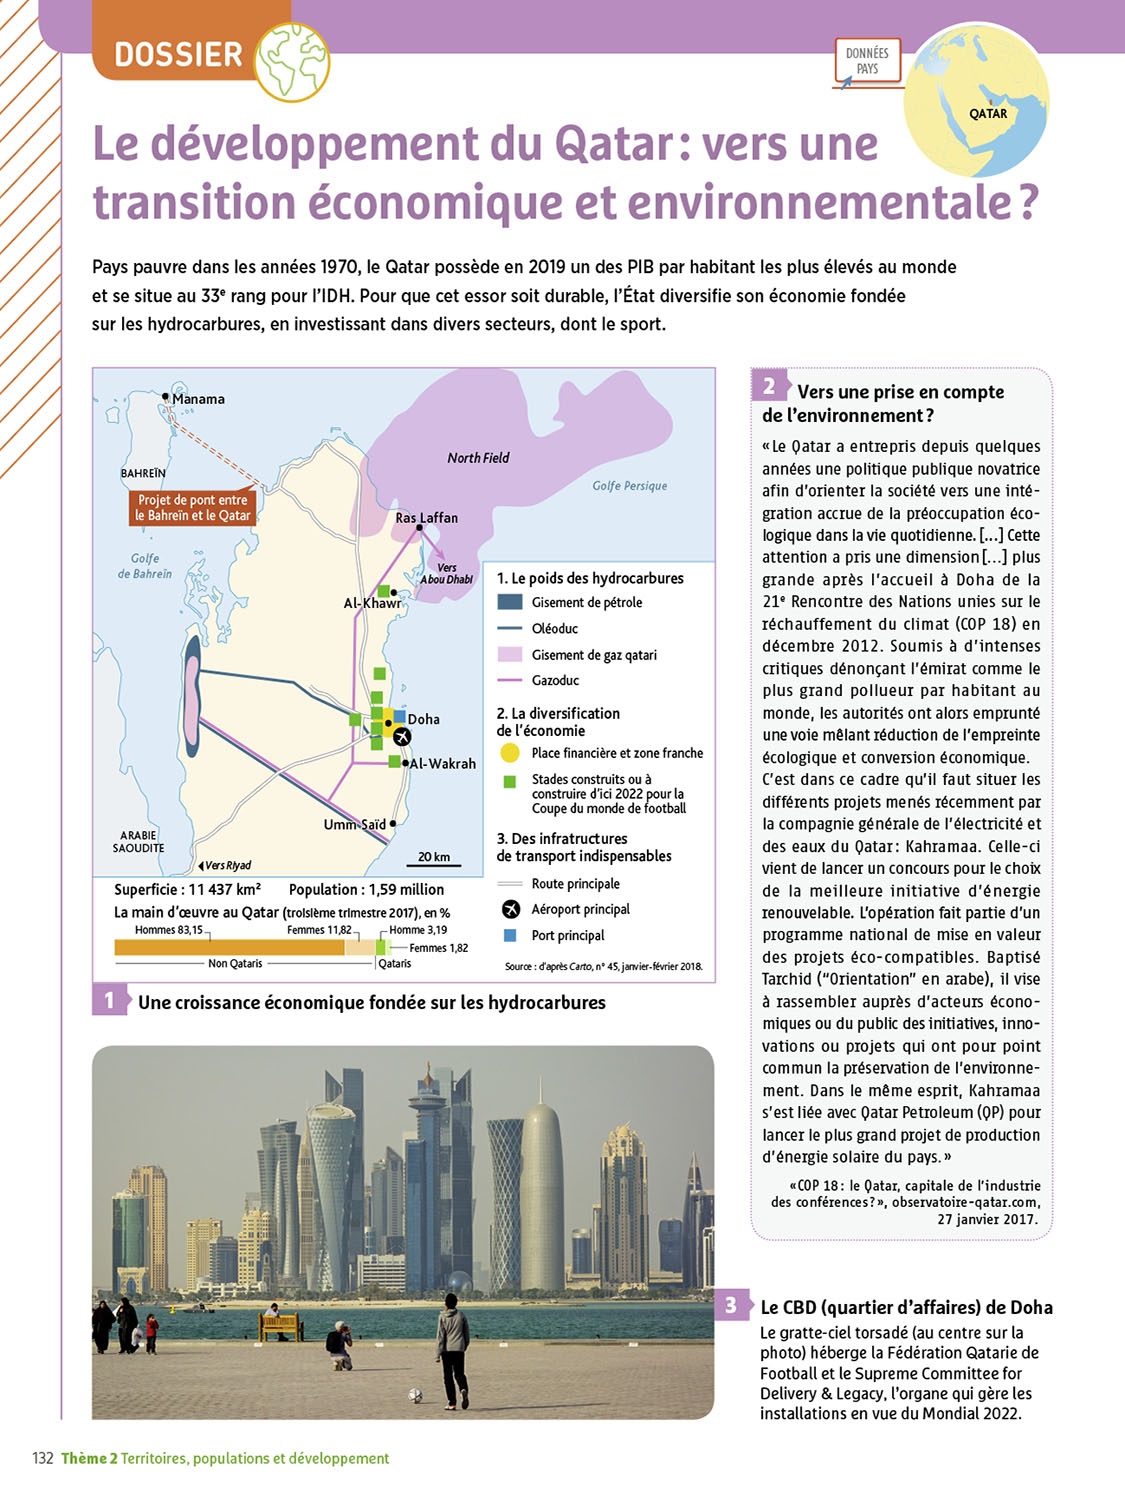 DOSSIER
DONNÉES
PAYS
QATAR
Le développement du Qatar : vers une
transition économique et environnementale ?
Pays pauvre dans les années 1970, le Qatar possède en 2019 un des PIB par habitant les plus élevés au monde
et se situe au 33e rang pour l'IDH. Pour que cet essor soit durable, l'État diversifie son économie fondée
sur les hydrocarbures, en investissant dans divers secteurs, dont le sport.
Manama
BAHREÏN
Projet de pont entre
le Bahreïn et le Qatar
Golfe
de Bahreïn
North Field
Golfe Persique
Ras Laffan
Vers
Abou Dhabi
Al-Khawr
Doha
Al-Wakrah
Umm-Saïd
ARABIE
SAOUDITE
Vers Riyad
20 km
1. Le poids des hydrocarbures
Gisement de pétrole
Oléoduc
Gisement de gaz qatari
Gazoduc
2. La diversification
de l'économie
Place financière et zone franche
Stades construits ou à
construire d'ici 2022 pour la
Coupe du monde de football
3. Des infratructures
de transport indispensables
Route principale
Aéroport principal
Port principal
Source : d'après Carto, n° 45, janvier-février 2018.
Superficie : 11 437 km² Population : 1,59 million
La main d'œuvre au Qatar (troisième trimestre 2017), en %
Hommes 83,15 Femmes 11,82 Homme 3,19
Femmes 1,82
Non Qataris Qataris
1 Une croissance économique fondée sur les hydrocarbures
2 Vers une prise en compte
de l'environnement ?
« Le Qatar a entrepris depuis quelques
années une politique publique novatrice
afin d'orienter la société vers une inté-
gration accrue de la préoccupation éco-
logique dans la vie quotidienne. [...] Cette
attention a pris une dimension [...] plus
grande après l'accueil à Doha de la
21e Rencontre des Nations unies sur le
réchauffement du climat (COP 18) en
décembre 2012. Soumis à d'intenses
critiques dénonçant l'émirat comme le
plus grand pollueur par habitant au
monde, les autorités ont alors emprunté
une voie mêlant réduction de l'empreinte
écologique et conversion économique.
C'est dans ce cadre qu'il faut situer les
différents projets menés récemment par
la compagnie générale de l'électricité et
des eaux du Qatar : Kahramaa. Celle-ci
vient de lancer un concours pour le choix
de la meilleure initiative d'énergie
renouvelable. L'opération fait partie d'un
programme national de mise en valeur
des projets éco-compatibles. Baptisé
Tarchid ("Orientation" en arabe), il vise
à rassembler auprès d'acteurs écono-
miques ou du public des initiatives, inno-
vations ou projets qui ont pour point
commun la préservation de l'environne-
ment. Dans le même esprit, Kahramaa
s'est liée avec Qatar Petroleum (QP) pour
lancer le plus grand projet de production
d'énergie solaire du pays. »
« COP 18 : le Qatar, capitale de l'industrie
des conférences ? », observatoire-qatar.com,
27 janvier 2017.
3 Le CBD (quartier d'affaires) de Doha
Le gratte-ciel torsadé (au centre sur la
photo) héberge la Fédération Qatarie de
Football et le Supreme Committee for
Delivery & Legacy, l'organe qui gère les
installations en vue du Mondial 2022.
132 Thème 2 Territoires, populations et développement